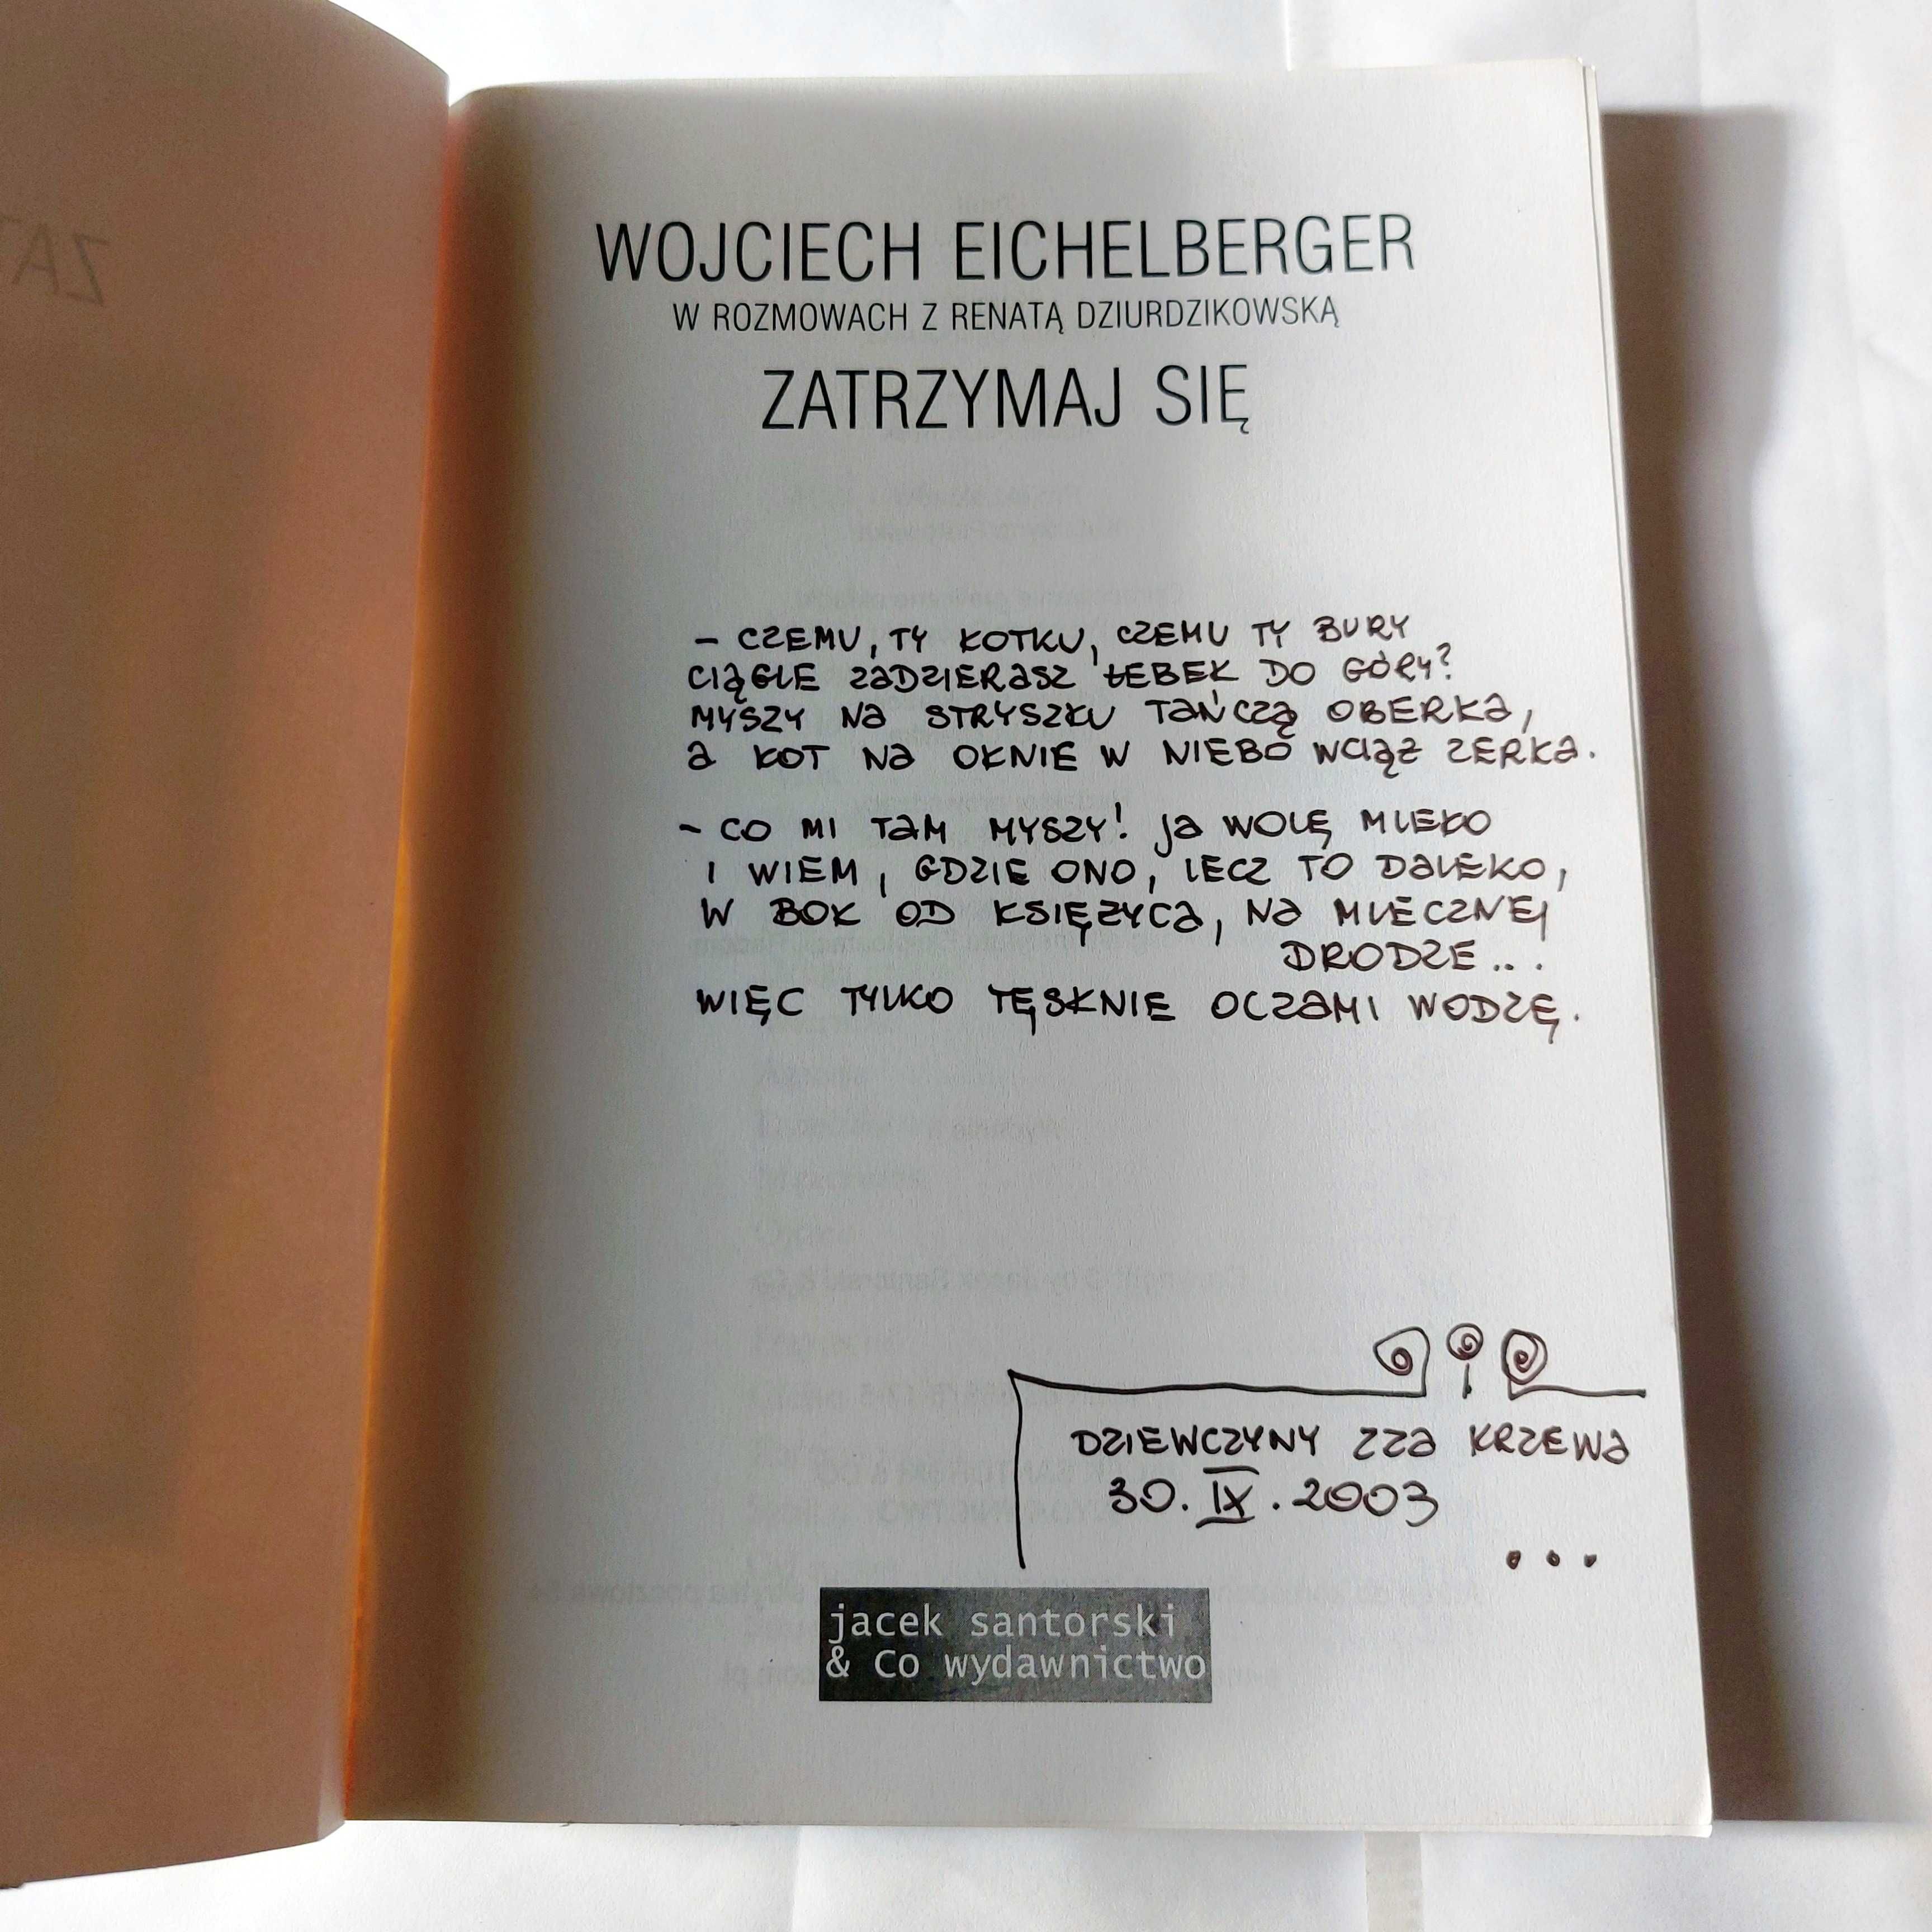 WOJCIECH EICHELBERGER
W ROZMOWACH Z RENATĄ DZIURDZIKOWSKĄ
ZATRZYMAJ SIĘ
– CZEMU, TY KOTKU, CZEMU TY BURY
CIĄGLE ZADZIERASZ ŁEBEK DO GÓRY?
MYSZY NA STRYSZKU TAŃCZĄ OBERKA,
A KOT NA OKNIE W NIEBO WCIĄŻ ZERKA.
– CO MI TAM MYSZY! JA WOLĘ MLEKO
I WIEM, GDZIE ONO, LECZ TO DALEKO,
W BOK OD KSIĘŻYCA, NA MLECZNEJ
DRODZE...
WIĘC TYLKO TĘSKNIE OCZAMI WODZĘ.
DZIEWCZYNY ZZA KRZEWA
30. IX. 2003
...
jacek santorski
& Co wydawnictwo